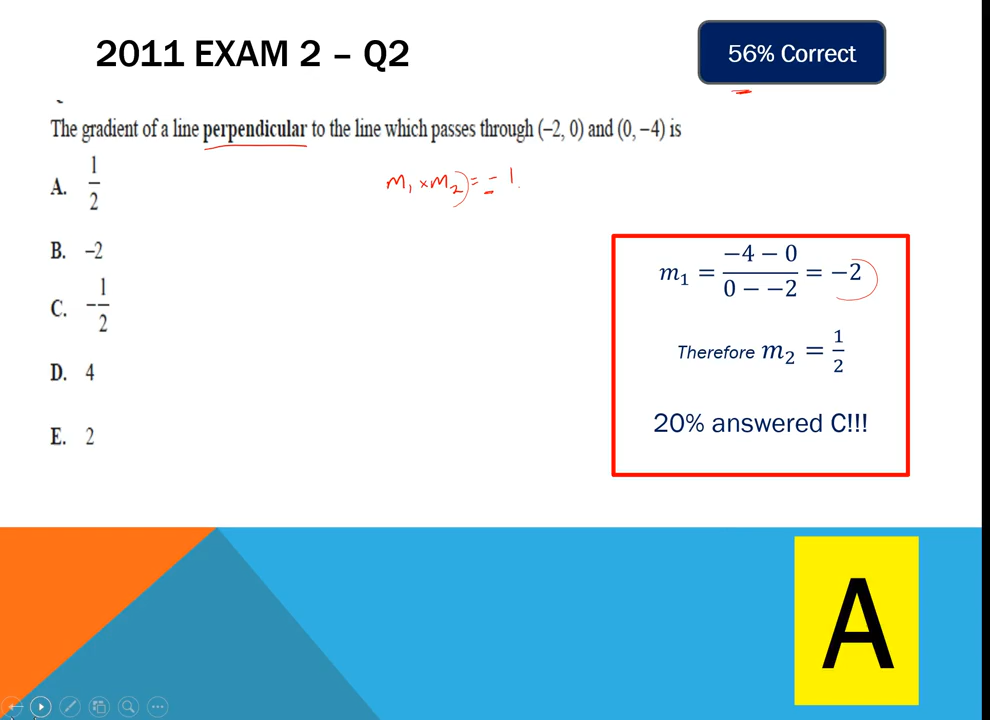 2011 EXAM 2 – Q2
56% Correct
The gradient of a line perpendicular to the line which passes through (–2, 0) and (0, –4) is
A. 1/2
m₁ × m₂ = – 1
B. –2
C. –1/2
D. 4
E. 2
m₁ = (−4 − 0)/(0 − −2) = −2
Therefore m₂ = 1/2
20% answered C!!!
A